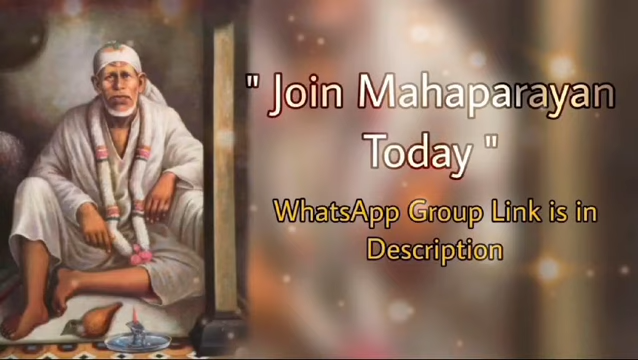 " Join Mahaparayan
Today "
WhatsApp Group Link is in
Description